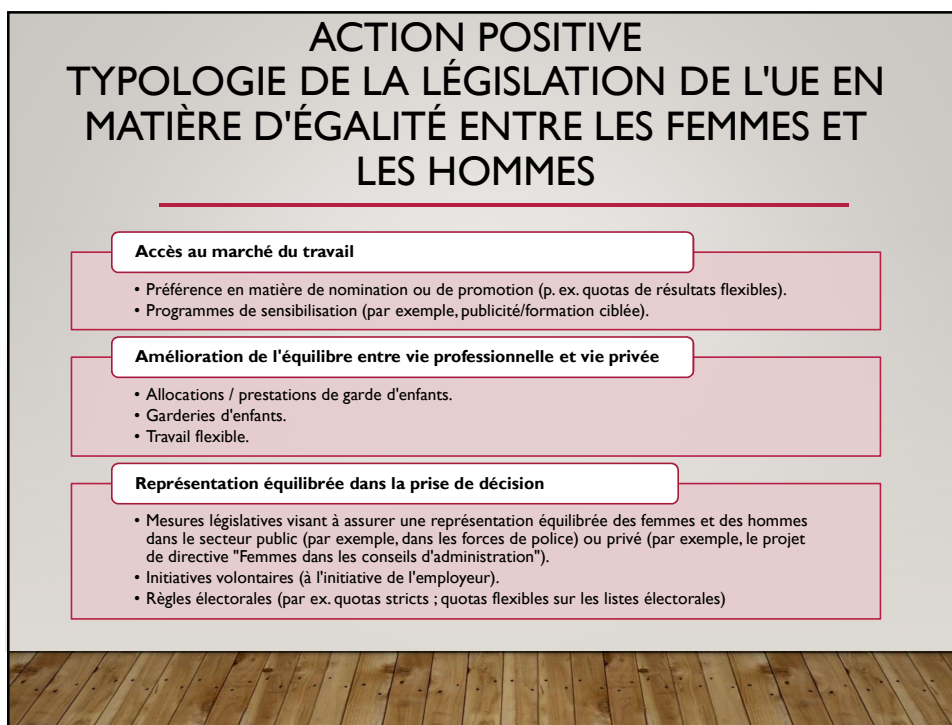 ACTION POSITIVE
TYPOLOGIE DE LA LÉGISLATION DE L'UE EN
MATIÈRE D'ÉGALITÉ ENTRE LES FEMMES ET
LES HOMMES
Accès au marché du travail
• Préférence en matière de nomination ou de promotion (p. ex. quotas de résultats flexibles).
• Programmes de sensibilisation (par exemple, publicité/formation ciblée).
Amélioration de l'équilibre entre vie professionnelle et vie privée
• Allocations / prestations de garde d'enfants.
• Garderies d'enfants.
• Travail flexible.
Représentation équilibrée dans la prise de décision
• Mesures législatives visant à assurer une représentation équilibrée des femmes et des hommes
dans le secteur public (par exemple, dans les forces de police) ou privé (par exemple, le projet
de directive "Femmes dans les conseils d'administration").
• Initiatives volontaires (à l'initiative de l'employeur).
• Règles électorales (par ex. quotas stricts ; quotas flexibles sur les listes électorales)